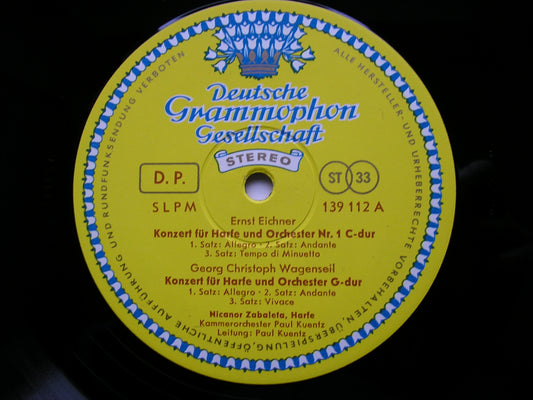 ALLE HERSTELLER- UND URHEBERRECHTE VORBEHALTEN, ÜBERSPIELUNG, ÖFFENTLICHE AUFFÜHRUNG UND RUNDFUNKSENDUNG VERBOTEN
Deutsche
Grammophon
Gesellschaft
STEREO
D. P.
ST 33
SLPM
139 112 A
Ernst Eichner
Konzert für Harfe und Orchester Nr. 1 C-dur
1. Satz: Allegro · 2. Satz: Andante
3. Satz: Tempo di Minuetto
Georg Christoph Wagenseil
Konzert für Harfe und Orchester G-dur
1. Satz: Allegro · 2. Satz: Andante
3. Satz: Vivace
Nicanor Zabaleta, Harfe
Kammerorchester Paul Kuentz
Leitung: Paul Kuentz